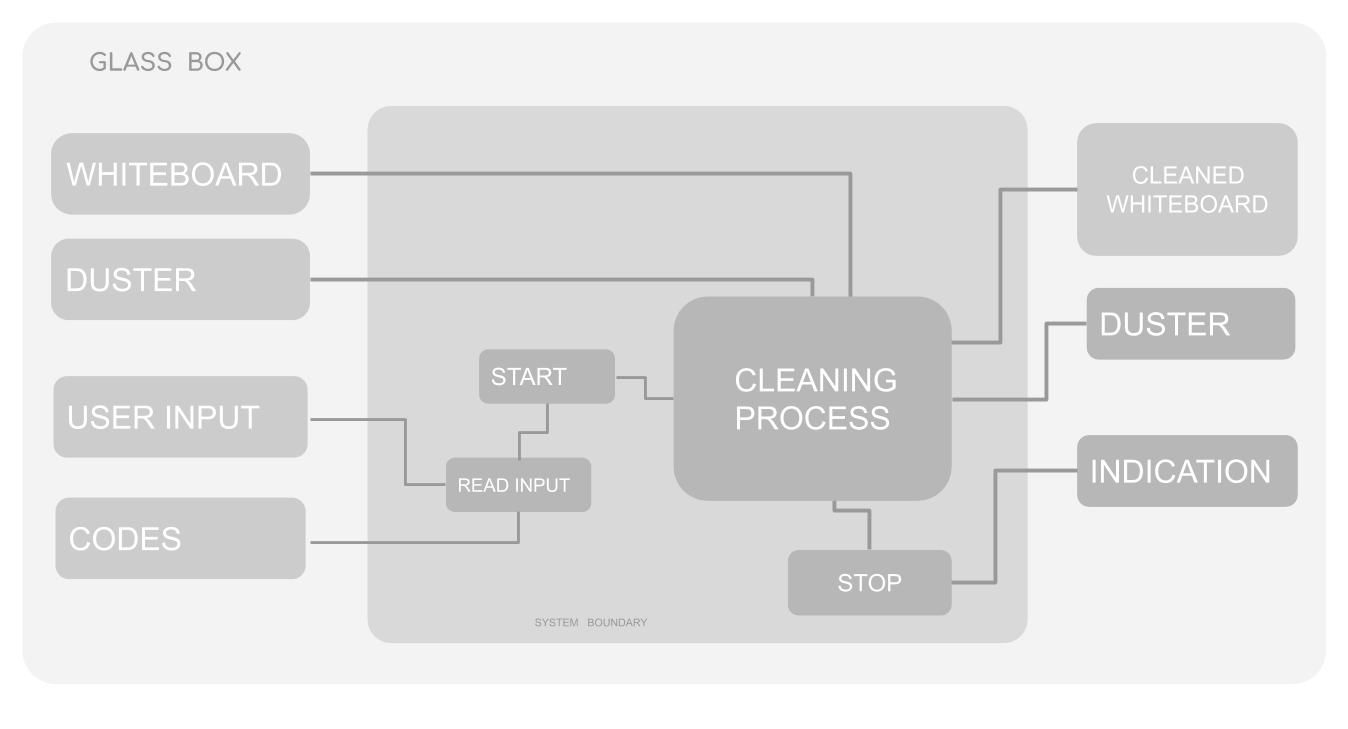 GLASS BOX
WHITEBOARD
DUSTER
USER INPUT
CODES
START
READ INPUT
CLEANING
PROCESS
STOP
SYSTEM BOUNDARY
CLEANED
WHITEBOARD
DUSTER
INDICATION